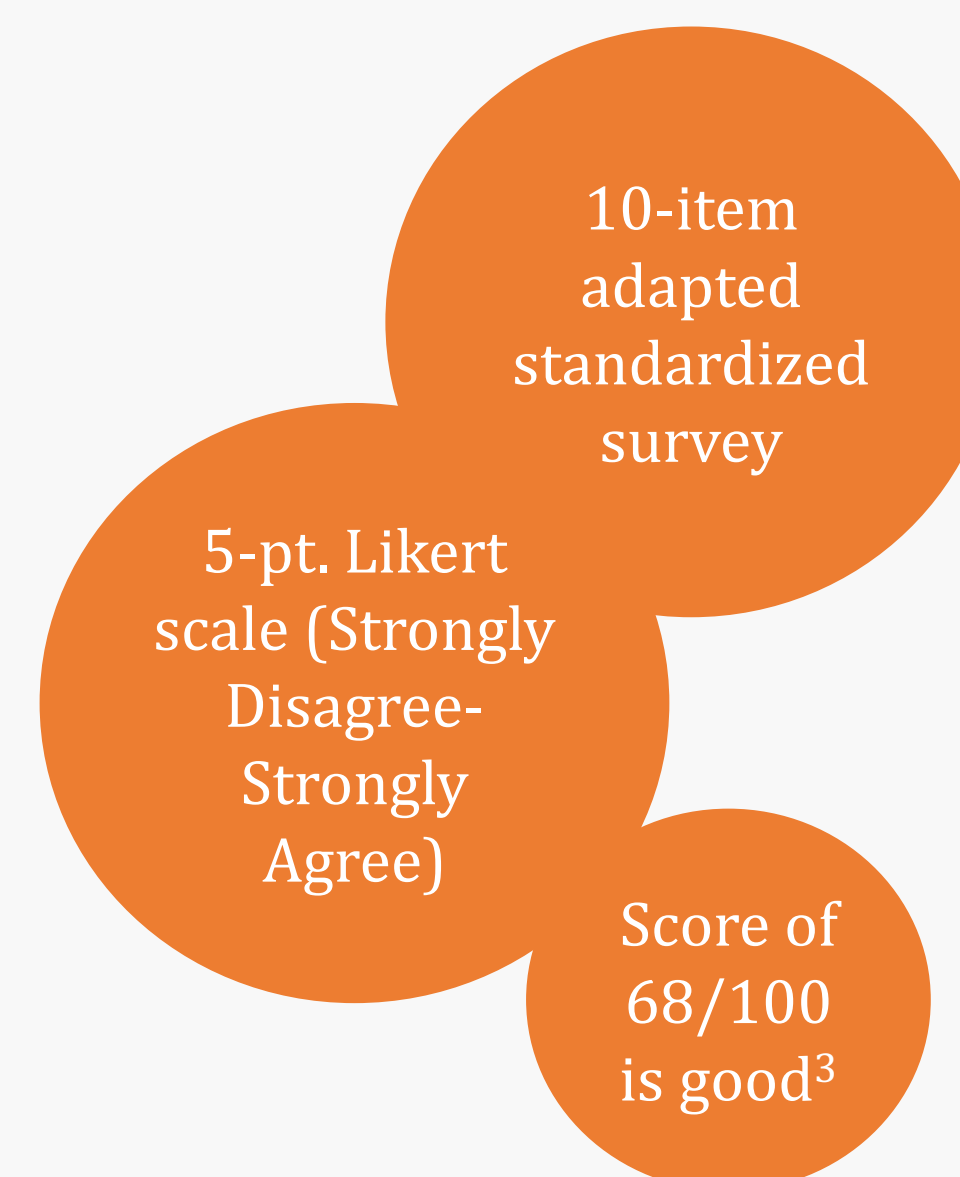 10-item
adapted
standardized
survey
5-pt. Likert
scale (Strongly
Disagree-
Strongly
Agree)
Score of
68/100
is good³